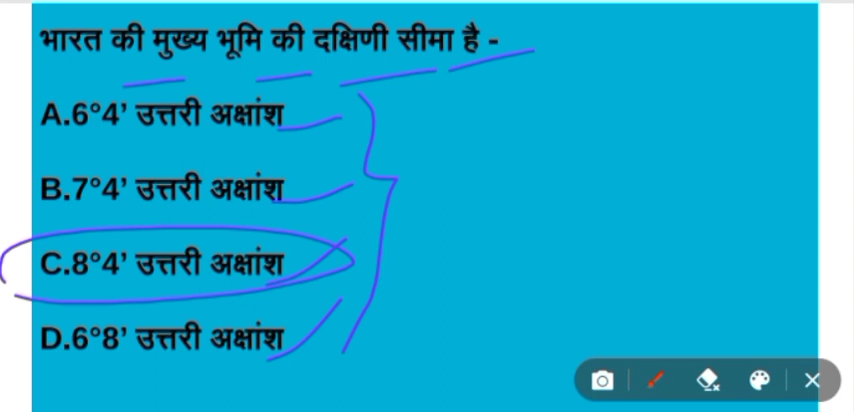 भारत की मुख्य भूमि की दक्षिणी सीमा है -
A.6°4’ उत्तरी अक्षांश
B.7°4’ उत्तरी अक्षांश
C.8°4’ उत्तरी अक्षांश
D.6°8’ उत्तरी अक्षांश